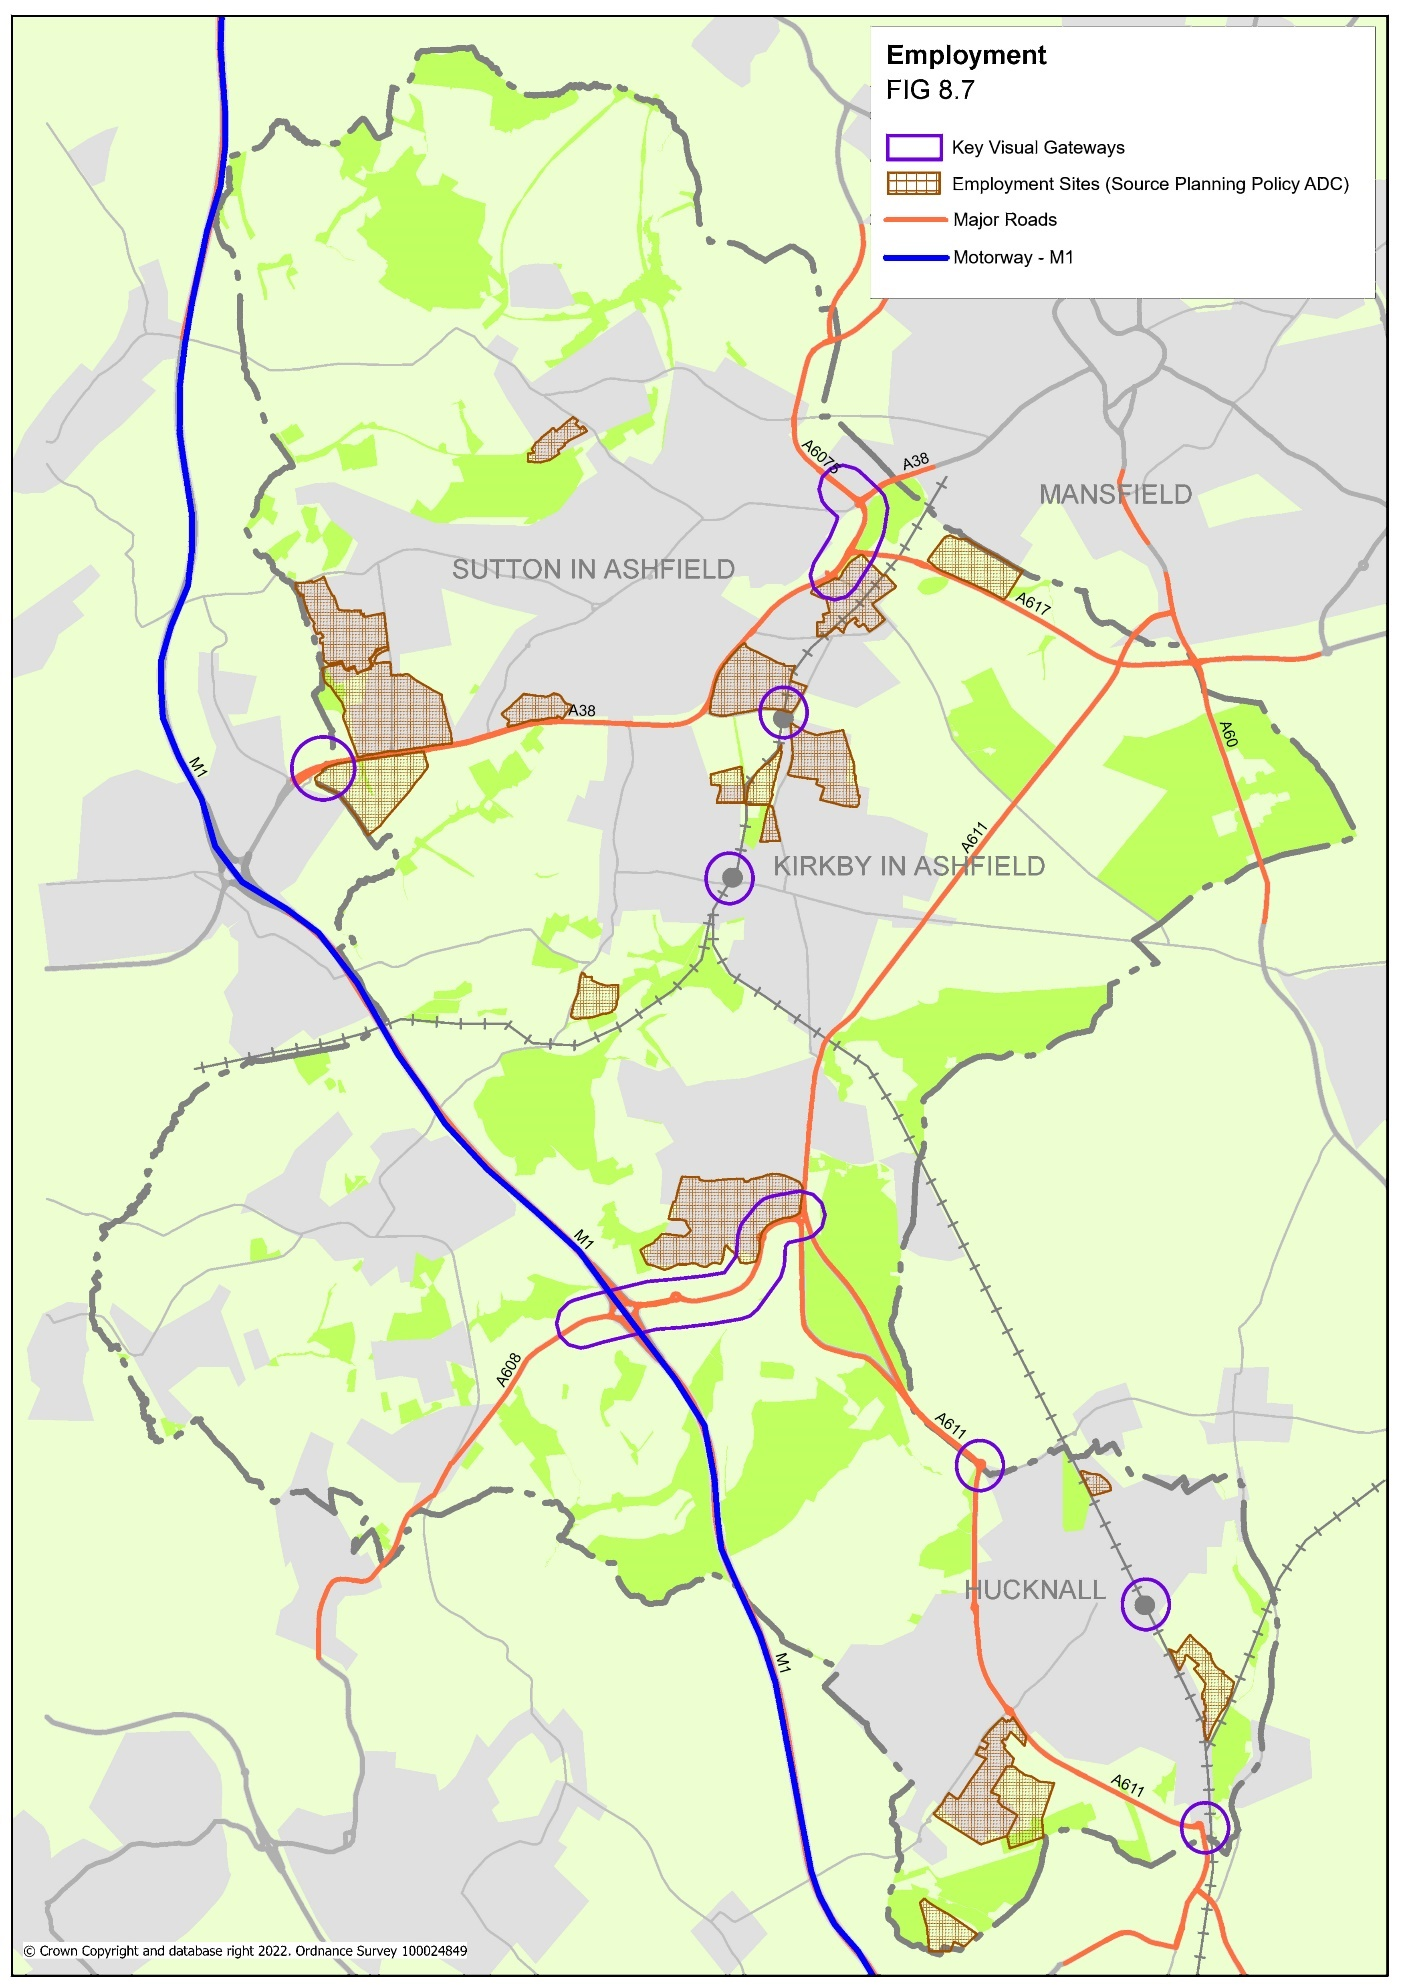 Employment
FIG 8.7
Key Visual Gateways
Employment Sites (Source Planning Policy ADC)
Major Roads
Motorway - M1
A6075
A38
MANSFIELD
SUTTON IN ASHFIELD
A617
A38
A60
M1
A611
KIRKBY IN ASHFIELD
M1
A608
A611
HUCKNALL
M1
A611
© Crown Copyright and database right 2022. Ordnance Survey 100024849